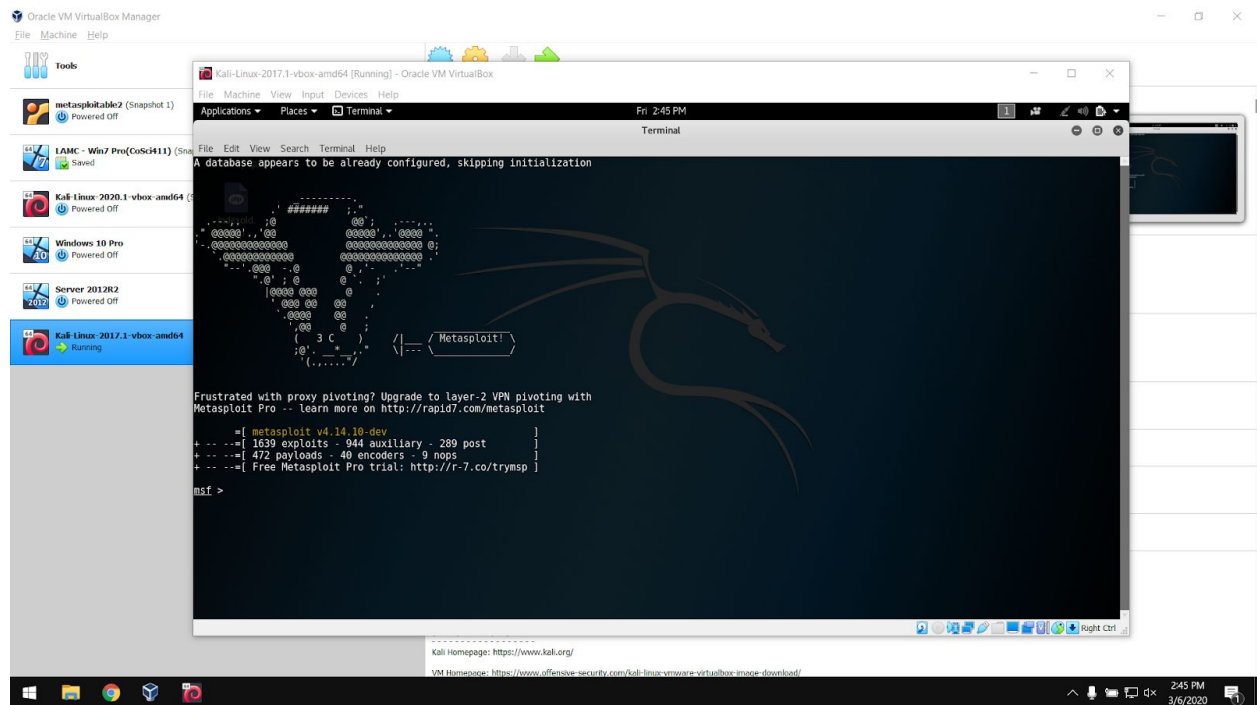 Oracle VM VirtualBox Manager
File Machine Help
Tools
metasploitable2 (Snapshot 1)
Powered Off
LAMC - Win7 Pro(CoSci411) (Sna
Saved
Kali-Linux-2020.1-vbox-amd64 (S
Powered Off
Windows 10 Pro
Powered Off
Server 2012R2
Powered Off
Kali-Linux-2017.1-vbox-amd64
Running
Kali-Linux-2017.1-vbox-amd64 [Running] - Oracle VM VirtualBox
File Machine View Input Devices Help
Applications Places Terminal Fri 2:45 PM 1
Terminal
File Edit View Search Terminal Help
A database appears to be already configured, skipping initialization
Metasploit!
Frustrated with proxy pivoting? Upgrade to layer-2 VPN pivoting with
Metasploit Pro -- learn more on http://rapid7.com/metasploit
=[ metasploit v4.14.10-dev ]
+ -- --=[ 1639 exploits - 944 auxiliary - 289 post ]
+ -- --=[ 472 payloads - 40 encoders - 9 nops ]
+ -- --=[ Free Metasploit Pro trial: http://r-7.co/trymsp ]
msf >
Right Ctrl
Kali Homepage: https://www.kali.org/
VM Homepage: https://www.offensive-security.com/kali-linux-vmware-virtualbox-image-download/
2:45 PM
3/6/2020
1